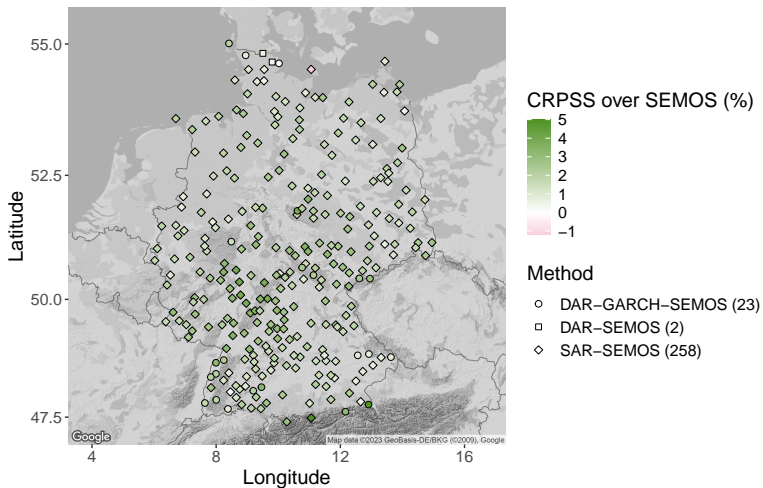 55.0
52.5
50.0
47.5
Latitude
4
8
12
16
Longitude
Google
Map data ©2023 GeoBasis-DE/BKG (©2009), Google
CRPSS over SEMOS (%)
5
4
3
2
1
0
−1
Method
DAR−GARCH−SEMOS (23)
DAR−SEMOS (2)
SAR−SEMOS (258)